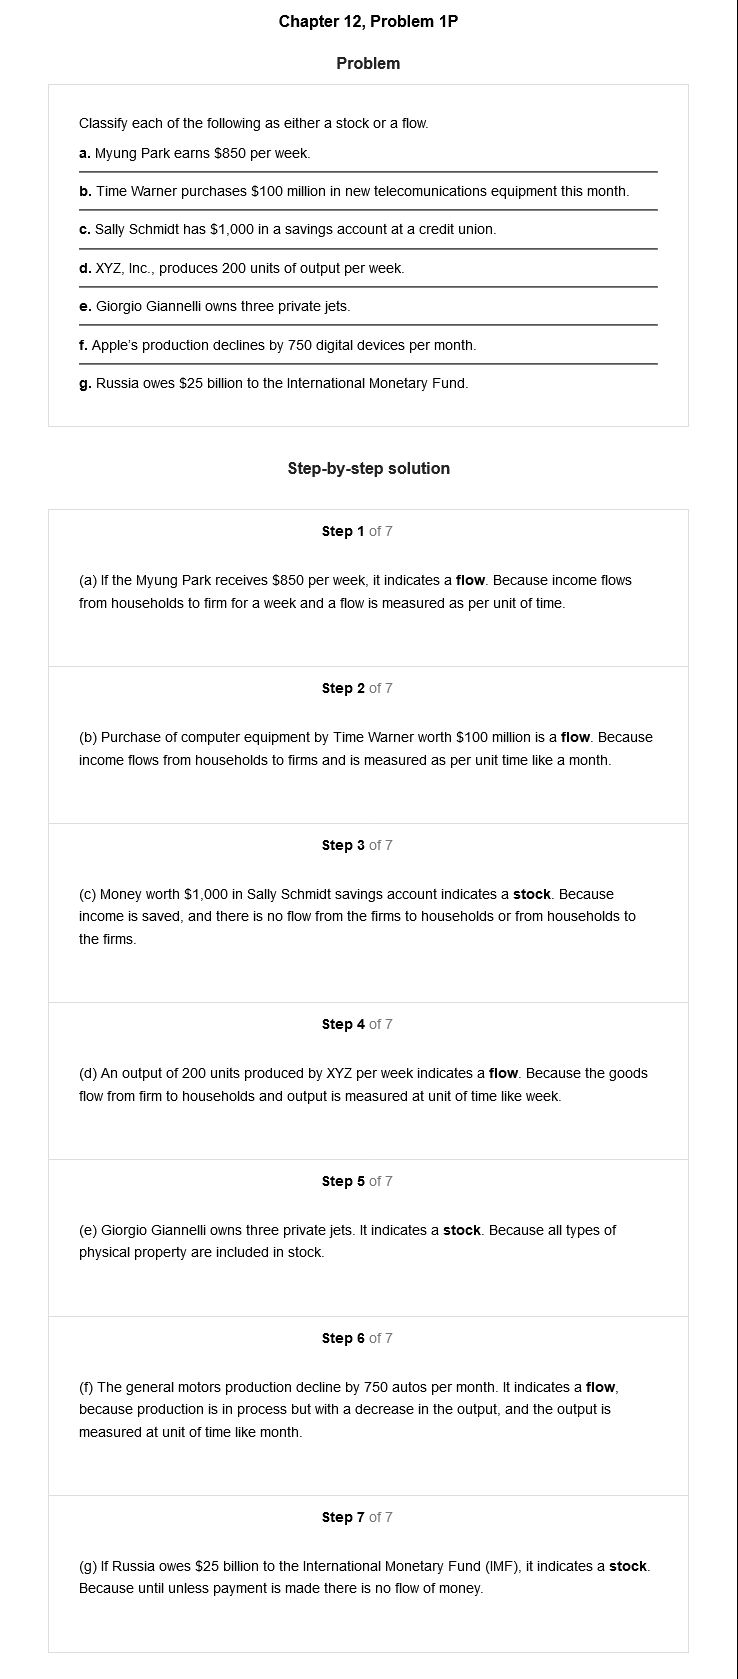 Chapter 12, Problem 1P
Problem
Classify each of the following as either a stock or a flow.
a. Myung Park earns $850 per week.
b. Time Warner purchases $100 million in new telecomunications equipment this month.
c. Sally Schmidt has $1,000 in a savings account at a credit union.
d. XYZ, Inc., produces 200 units of output per week.
e. Giorgio Giannelli owns three private jets.
f. Apple's production declines by 750 digital devices per month.
g. Russia owes $25 billion to the International Monetary Fund.
Step-by-step solution
Step 1 of 7
(a) If the Myung Park receives $850 per week, it indicates a flow. Because income flows
from households to firm for a week and a flow is measured as per unit of time.
Step 2 of 7
(b) Purchase of computer equipment by Time Warner worth $100 million is a flow. Because
income flows from households to firms and is measured as per unit time like a month.
Step 3 of 7
(c) Money worth $1,000 in Sally Schmidt savings account indicates a stock. Because
income is saved, and there is no flow from the firms to households or from households to
the firms.
Step 4 of 7
(d) An output of 200 units produced by XYZ per week indicates a flow. Because the goods
flow from firm to households and output is measured at unit of time like week.
Step 5 of 7
(e) Giorgio Giannelli owns three private jets. It indicates a stock. Because all types of
physical property are included in stock.
Step 6 of 7
(f) The general motors production decline by 750 autos per month. It indicates a flow,
because production is in process but with a decrease in the output, and the output is
measured at unit of time like month.
Step 7 of 7
(g) If Russia owes $25 billion to the International Monetary Fund (IMF), it indicates a stock.
Because until unless payment is made there is no flow of money.